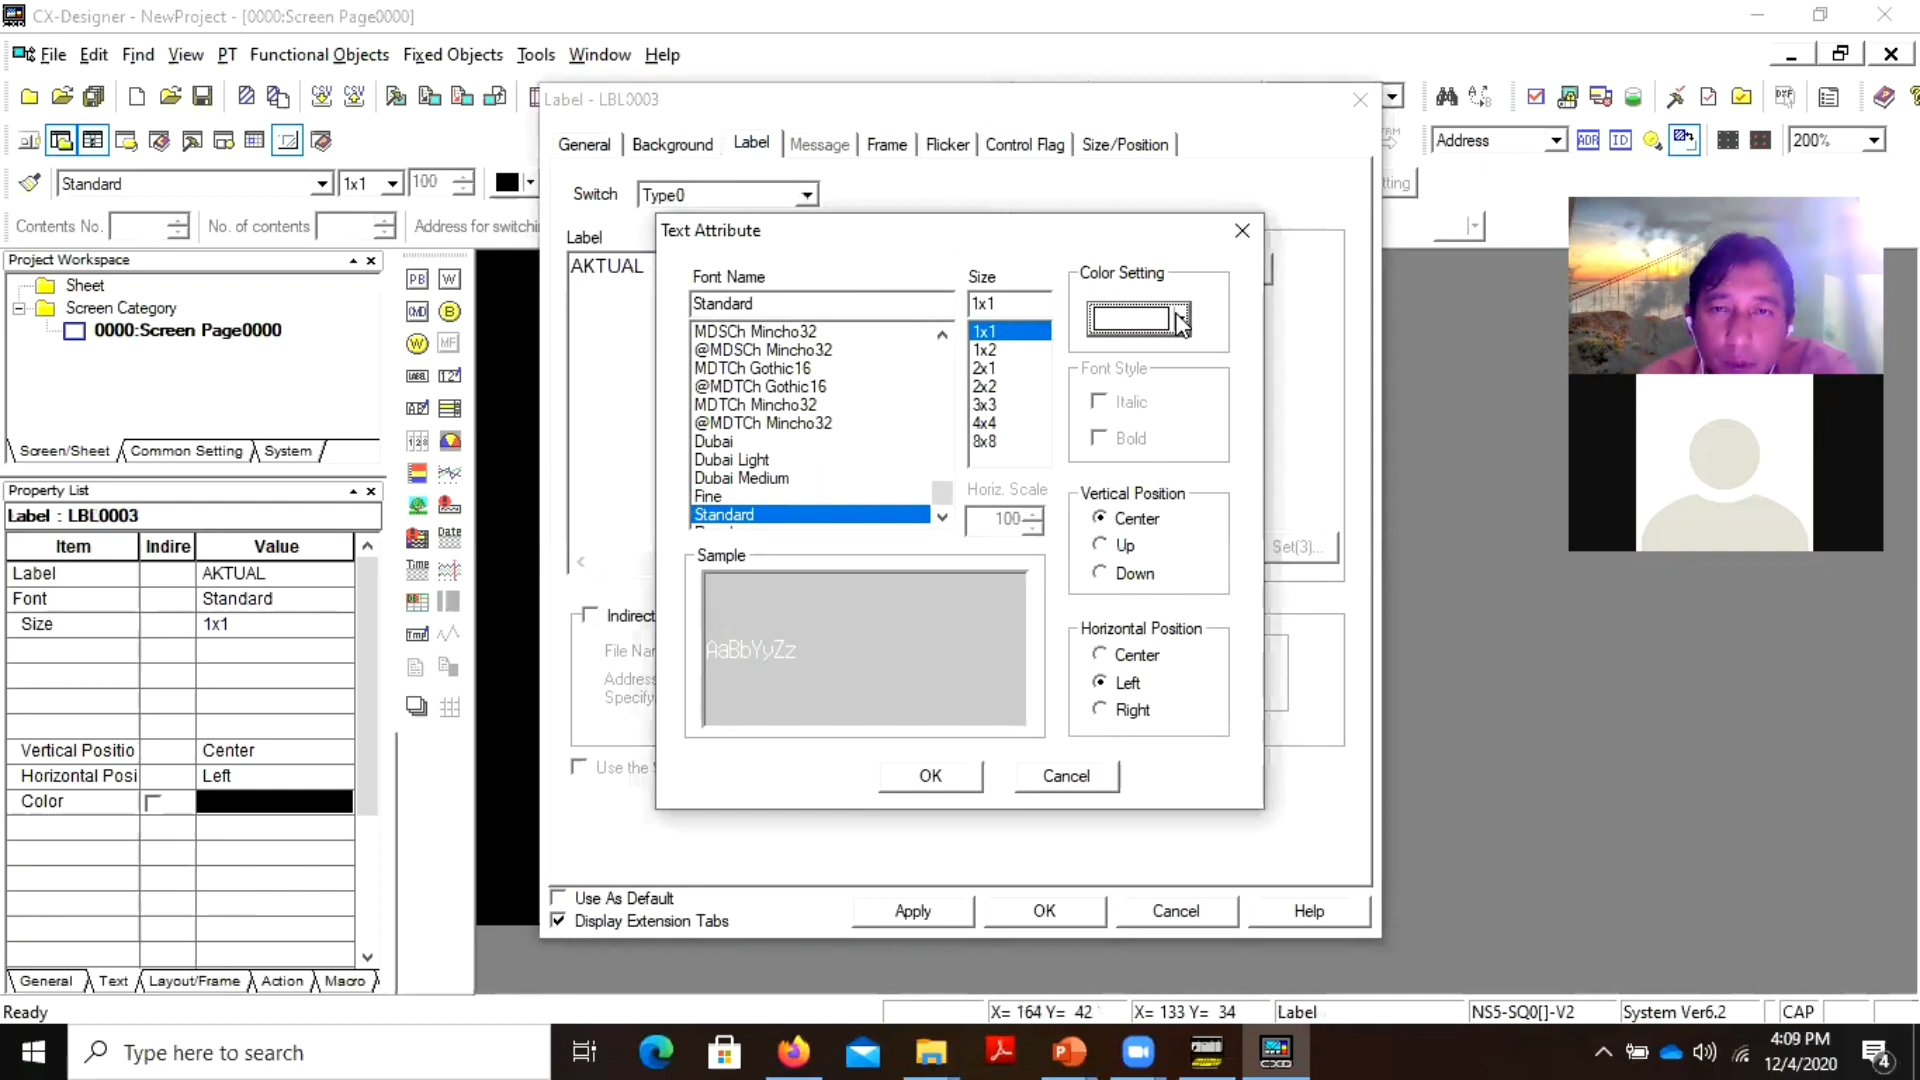 CX-Designer - NewProject - [0000:Screen Page0000]
File Edit Find View PT Functional Objects Fixed Objects Tools Window Help
Label - LBL0003
General Background Label Message Frame Flicker Control Flag Size/Position
Address ADR ID 200%
Standard 1x1 100
Switch Type0
Contents No. No. of contents Address for switchi
Label
AKTUAL
Project Workspace
Sheet
Screen Category
0000:Screen Page0000
Screen/Sheet Common Setting System
Property List
Label : LBL0003
Item Indire Value
Label AKTUAL
Font Standard
Size 1x1
Vertical Positio Center
Horizontal Posi Left
Color
General Text Layout/Frame Action Macro
Text Attribute
Font Name Size
Standard 1x1
MDSCh Mincho32
@MDSCh Mincho32
MDTCh Gothic16
@MDTCh Gothic16
MDTCh Mincho32
@MDTCh Mincho32
Dubai
Dubai Light
Dubai Medium
Fine
Standard
1x1
1x2
2x1
2x2
3x3
4x4
8x8
Horiz. Scale
100
Color Setting
Font Style
Italic
Bold
Vertical Position
Center
Up
Down
Horizontal Position
Center
Left
Right
Sample
AaBbYyZz
OK Cancel
Set(3)...
Indirect
File Nar
Address
Specify
Use the
Use As Default
Display Extension Tabs
Apply OK Cancel Help
Ready X= 164 Y= 42 X= 133 Y= 34 Label NS5-SQ0[]-V2 System Ver6.2 CAP
Type here to search
4:09 PM
12/4/2020
4